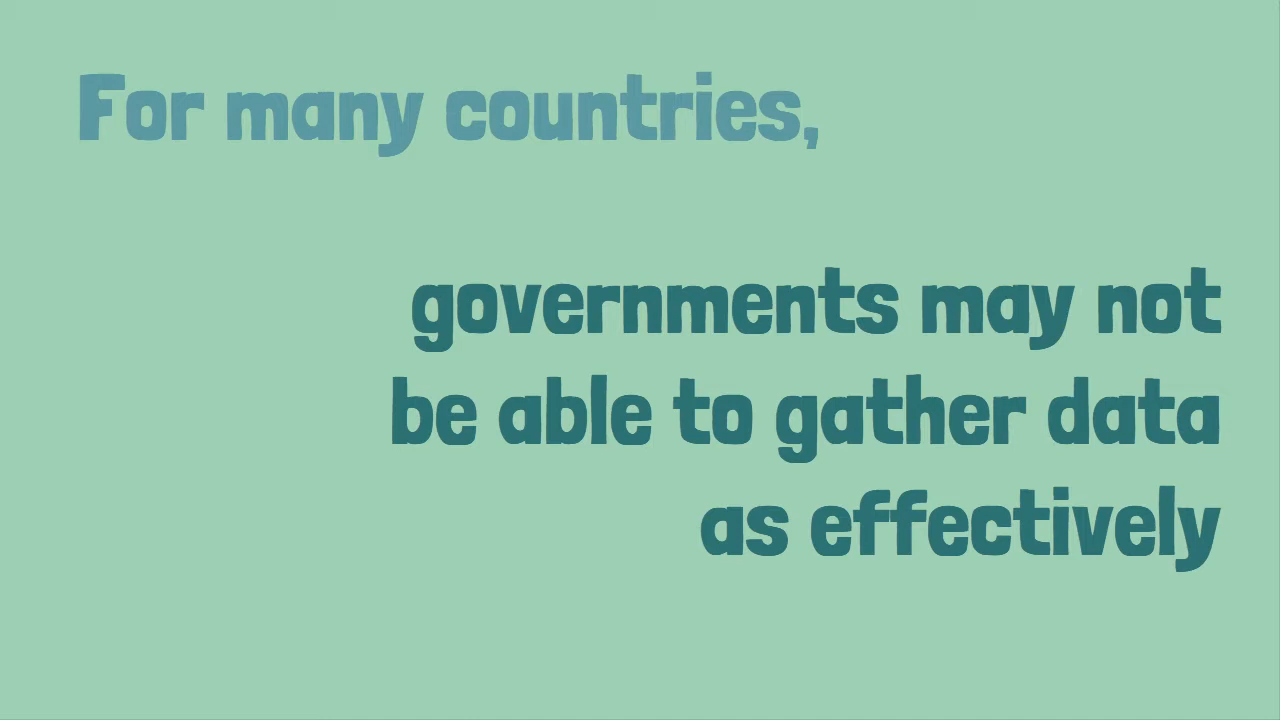 For many countries,
governments may not
be able to gather data
as effectively